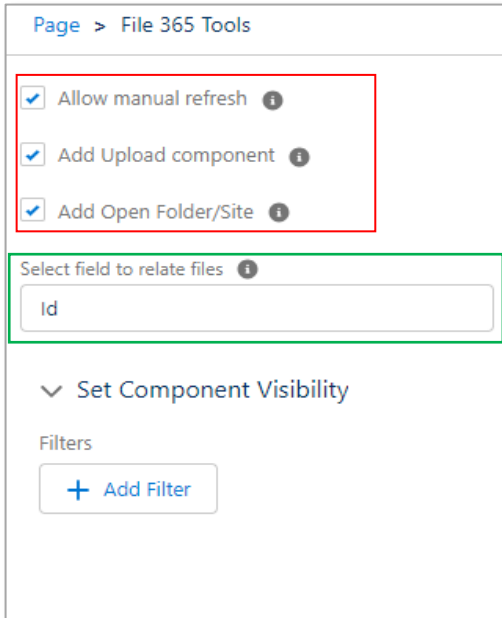 Page > File 365 Tools
Allow manual refresh
Add Upload component
Add Open Folder/Site
Select field to relate files
Id
Set Component Visibility
Filters
+ Add Filter